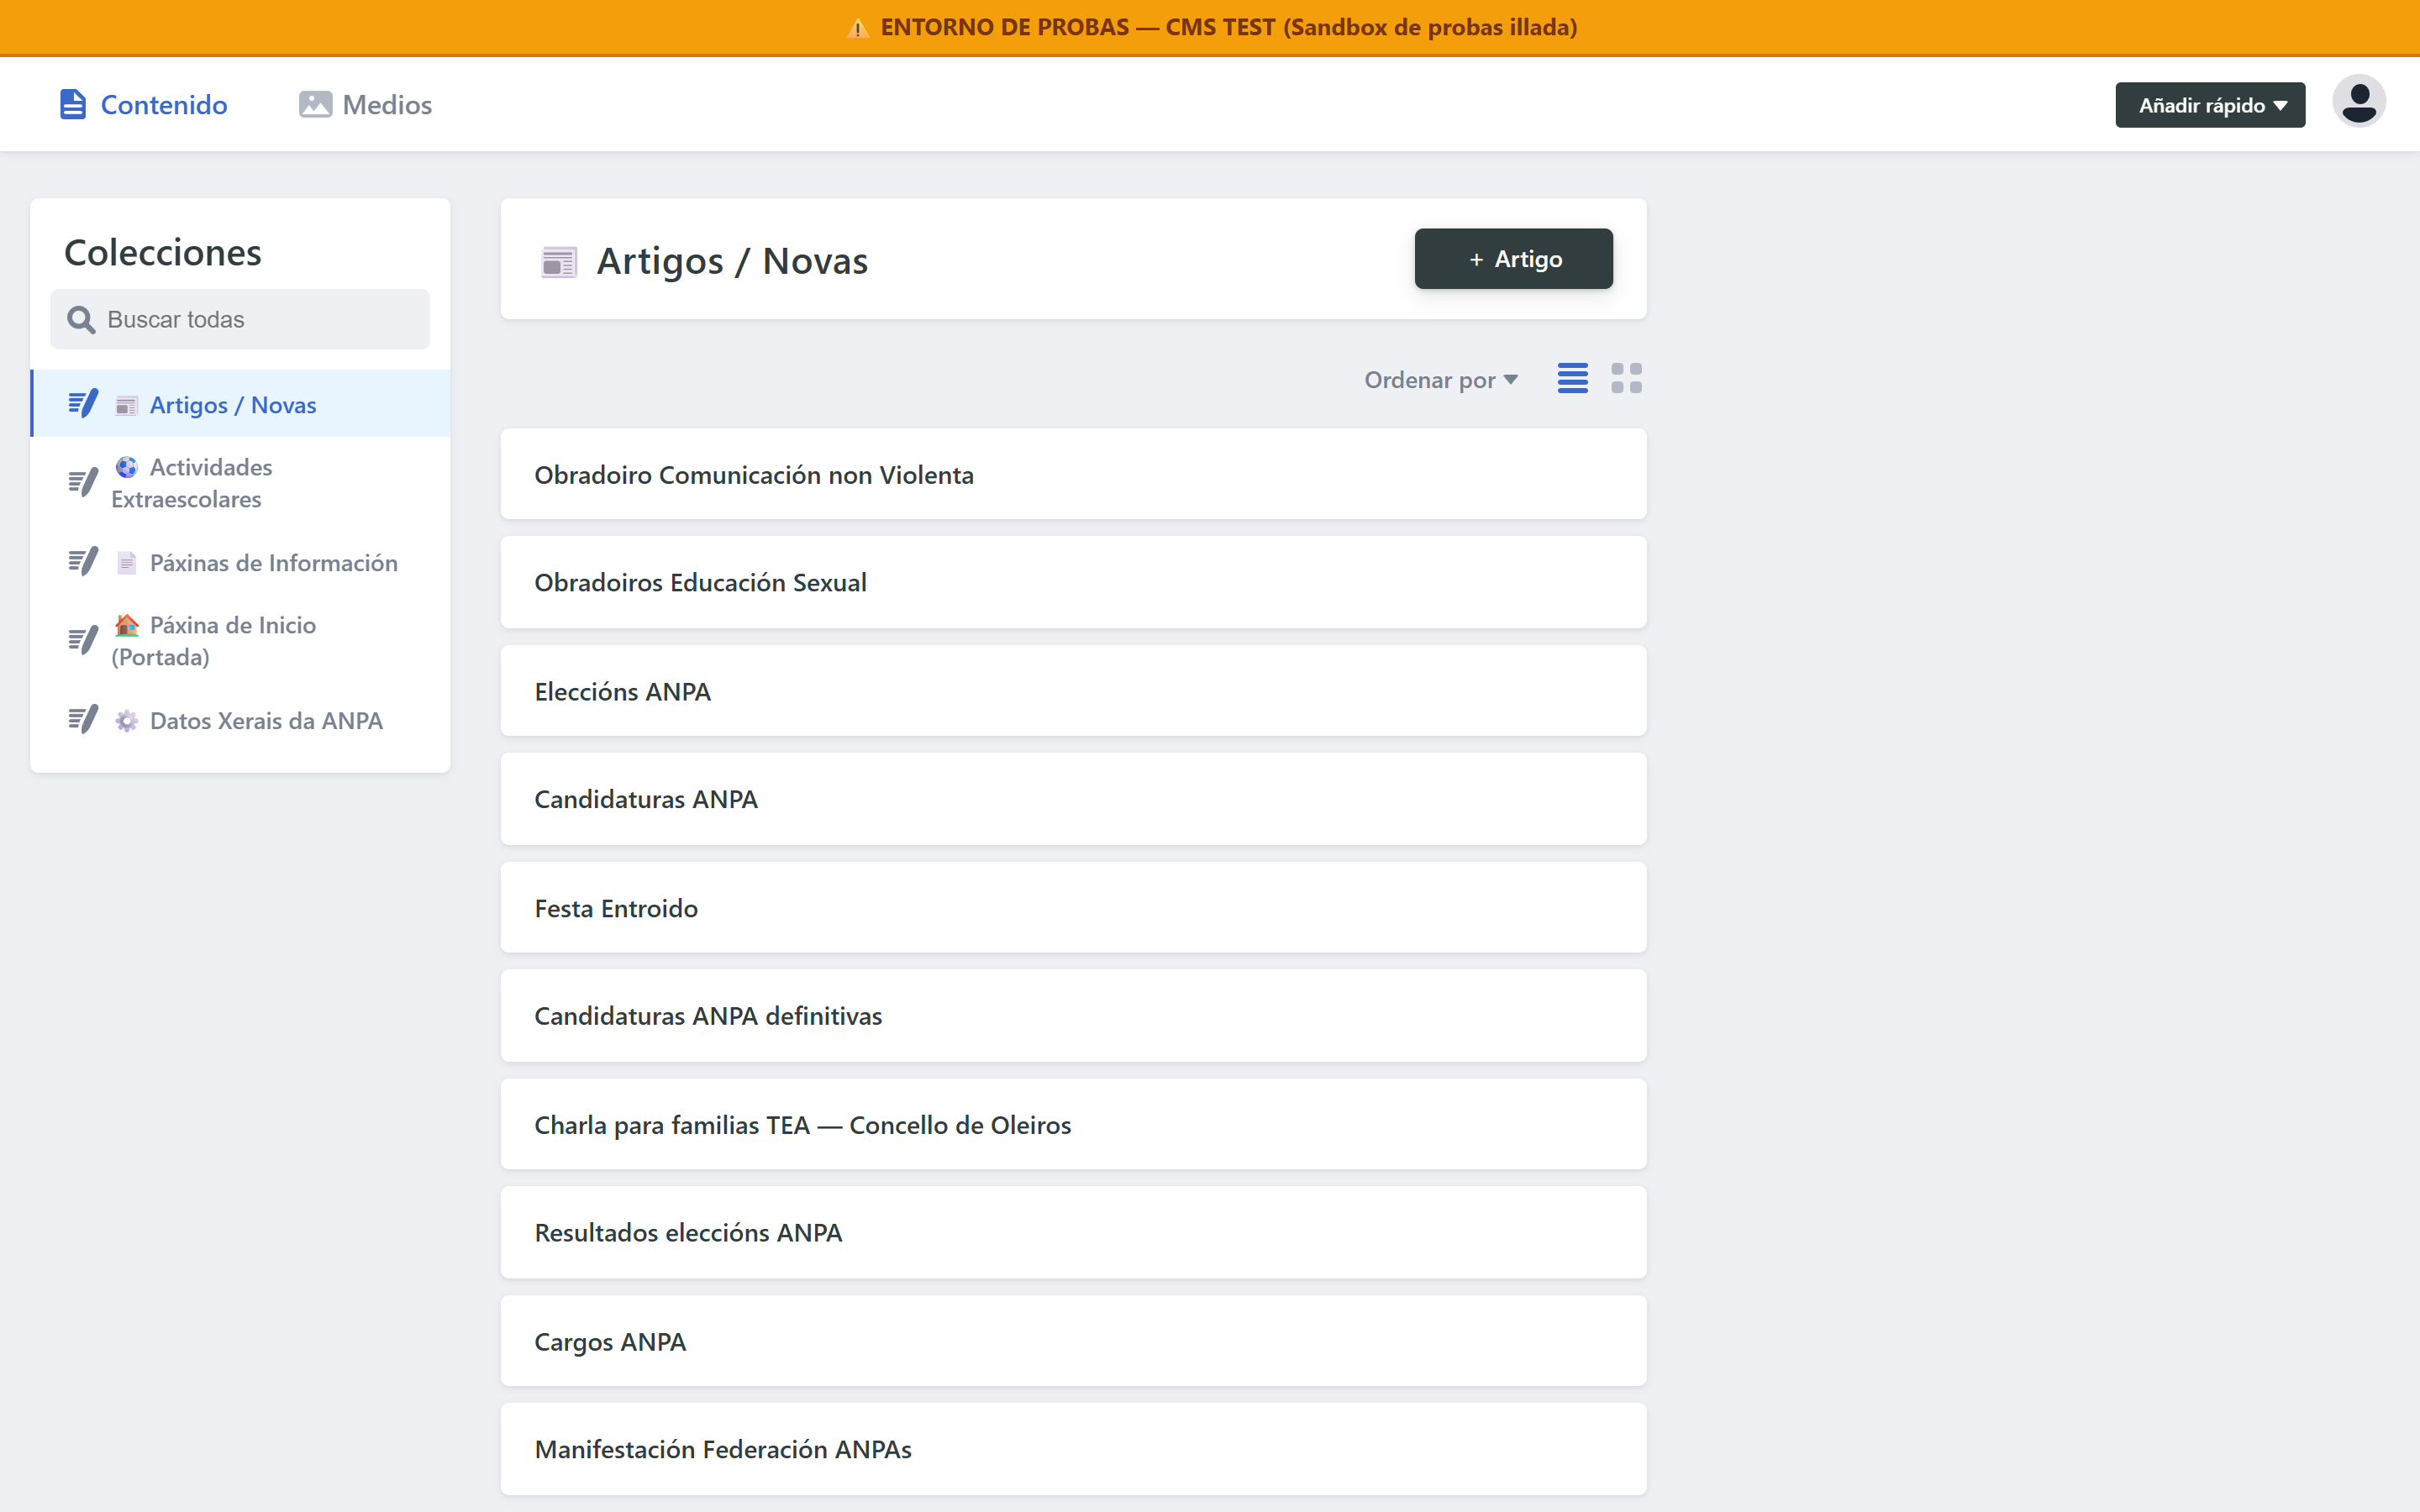 ⚠️ ENTORNO DE PROBAS — CMS TEST (Sandbox de probas illada)
Contenido
Medios
Añadir rápido
Colecciones
Buscar todas
Artigos / Novas
Actividades
Extraescolares
Páxinas de Información
Páxina de Inicio
(Portada)
Datos Xerais da ANPA
Artigos / Novas
+ Artigo
Ordenar por
Obradoiro Comunicación non Violenta
Obradoiros Educación Sexual
Eleccións ANPA
Candidaturas ANPA
Festa Entroido
Candidaturas ANPA definitivas
Charla para familias TEA — Concello de Oleiros
Resultados eleccións ANPA
Cargos ANPA
Manifestación Federación ANPAs